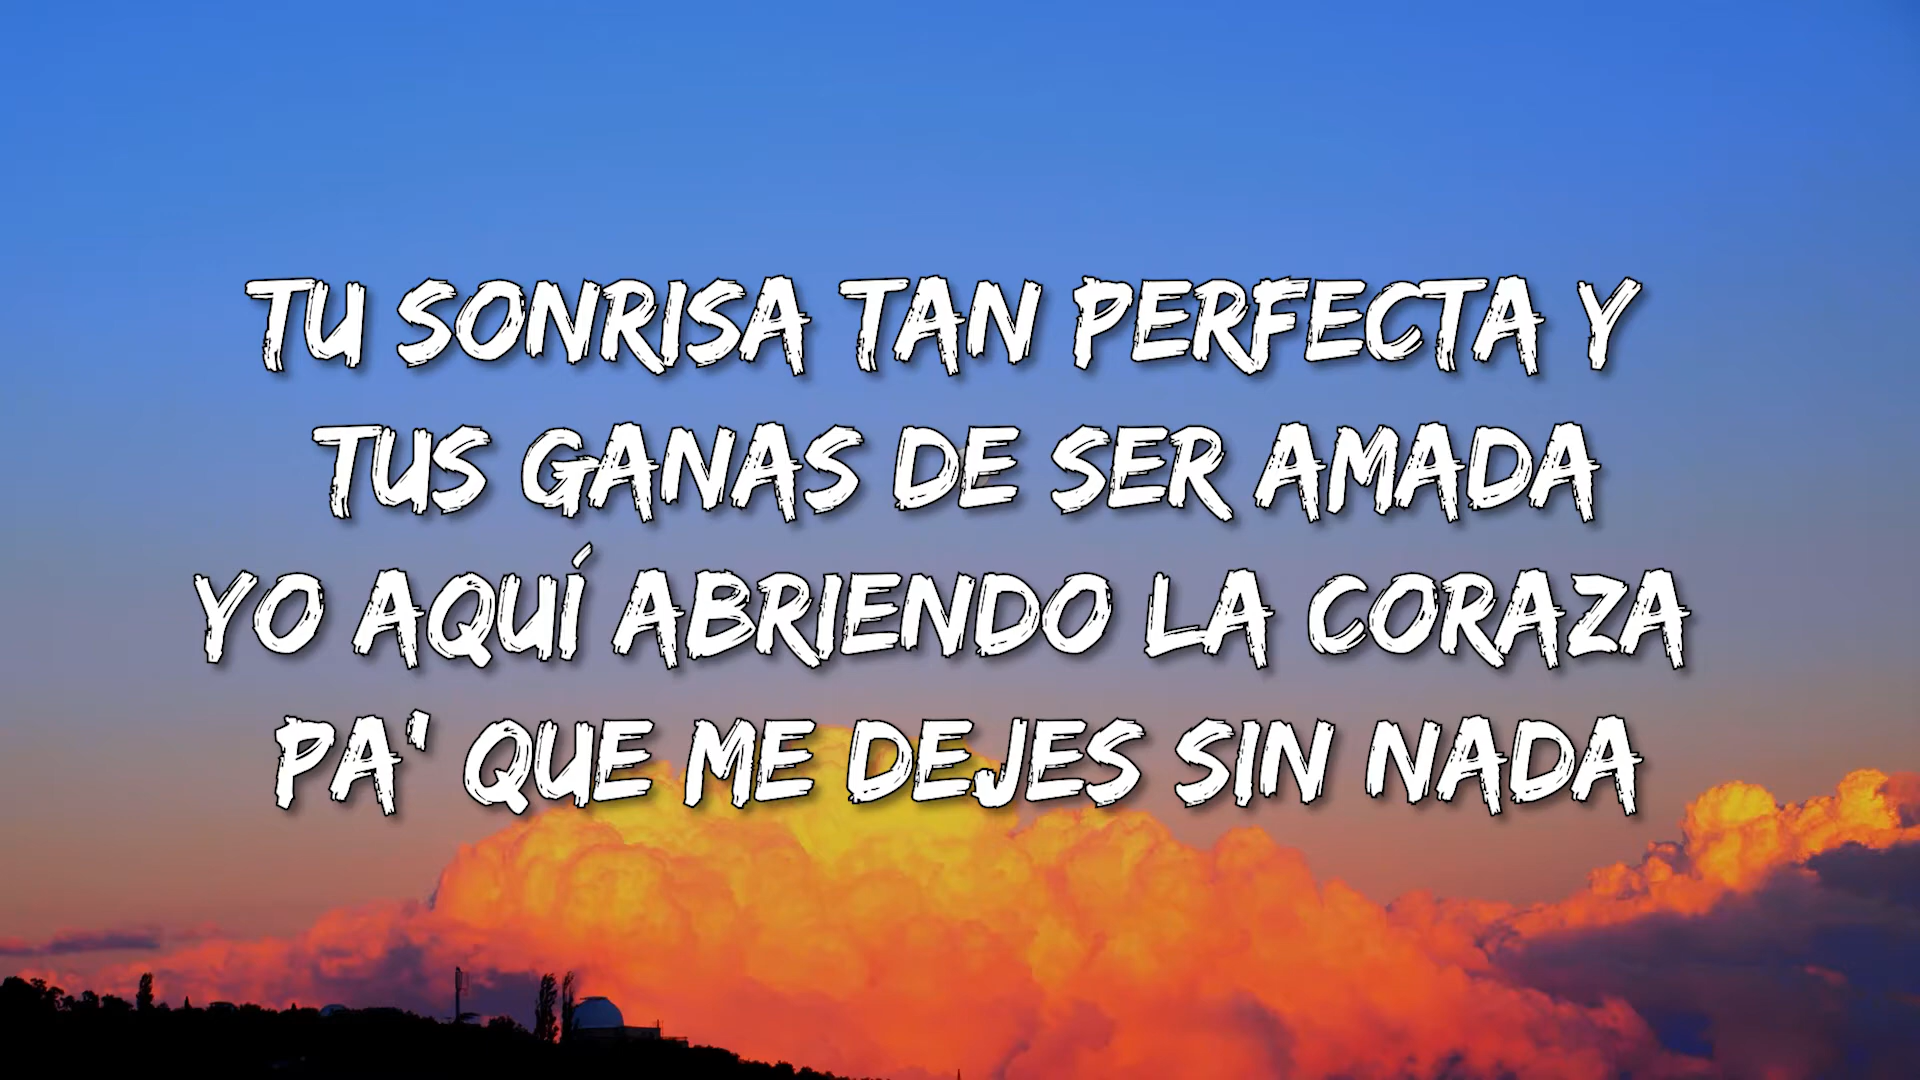 TU SONRISA TAN PERFECTA Y
TUS GANAS DE SER AMADA
YO AQUÍ ABRIENDO LA CORAZA
PA' QUE ME DEJES SIN NADA